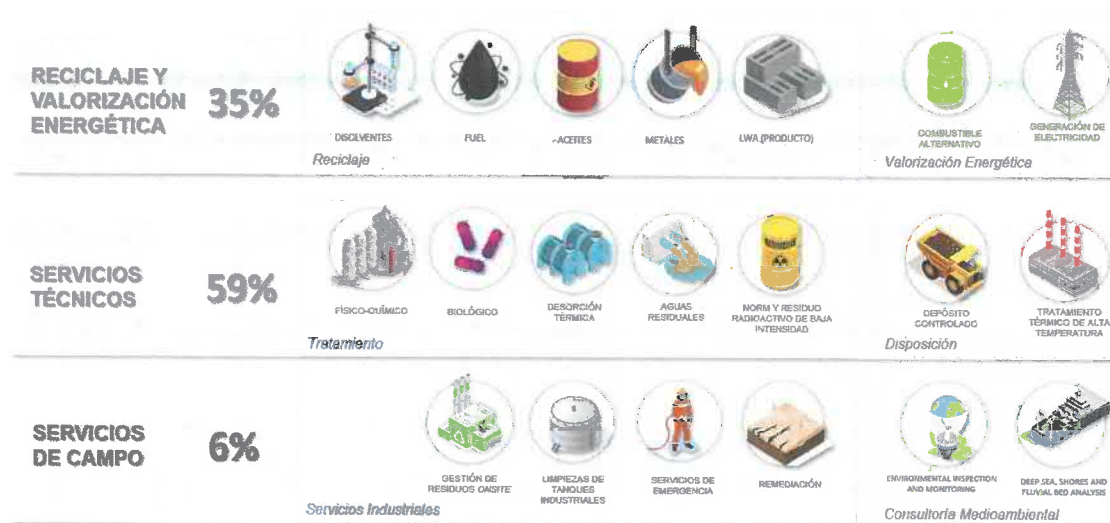 RECICLAJE Y
VALORIZACIÓN
ENERGÉTICA
35%
DISOLVENTES
FUEL
ACEITES
METALES
LWA (PRODUCTO)
Reciclaje
COMBUSTIBLE
ALTERNATIVO
GENERACIÓN DE
ELECTRICIDAD
Valorización Energética
SERVICIOS
TÉCNICOS
59%
FÍSICO-QUÍMICO
BIOLÓGICO
DESORCIÓN
TÉRMICA
AGUAS
RESIDUALES
NORM Y RESIDUO
RADIOACTIVO DE BAJA
INTENSIDAD
Tratamiento
DEPÓSITO
CONTROLADO
TRATAMIENTO
TÉRMICO DE ALTA
TEMPERATURA
Disposición
SERVICIOS
DE CAMPO
6%
GESTIÓN DE
RESIDUOS ONSITE
LIMPIEZAS DE
TANQUES
INDUSTRIALES
SERVICIOS DE
EMERGENCIA
REMEDIACIÓN
Servicios Industriales
ENVIRONMENTAL INSPECTION
AND MONITORING
DEEP SEA, SHORES AND
FLUVIAL BED ANALYSIS
Consultoría Medioambiental